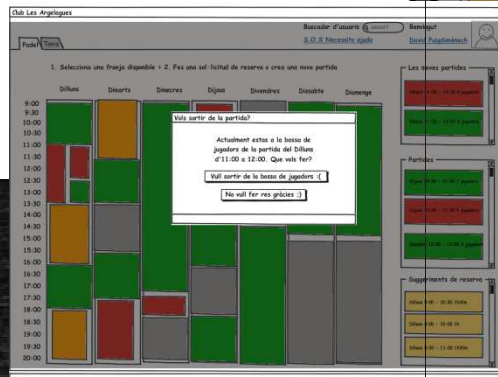 Club Les Argelagues
Buscador d'usuaris
Benvingut
S.O.S Necessito ajuda
David Puigdomènech
Padel Tenis
1. Selecciona una franja disponible > 2. Fes una sol·licitud de reserva o crea una nova partida
Les meves partides
Dilluns Dimarts Dimecres Dijous Divendres Dissabte Diumenge
9:00
9:30
10:00
10:30
11:00
11:30
12:00
12:30
13:00
13:30
14:00
14:30
15:00
15:30
16:00
16:30
17:00
17:30
18:00
18:30
19:00
19:30
20:00
Vols sortir de la partida?
Actualment estas a la bossa de
jugadors de la partida del Dilluns
d'11:00 a 12:00. Que vols fer?
Vull sortir de la bossa de jugadors :(
No vull fer res gràcies :)
Partides
Suggeriments de reserva